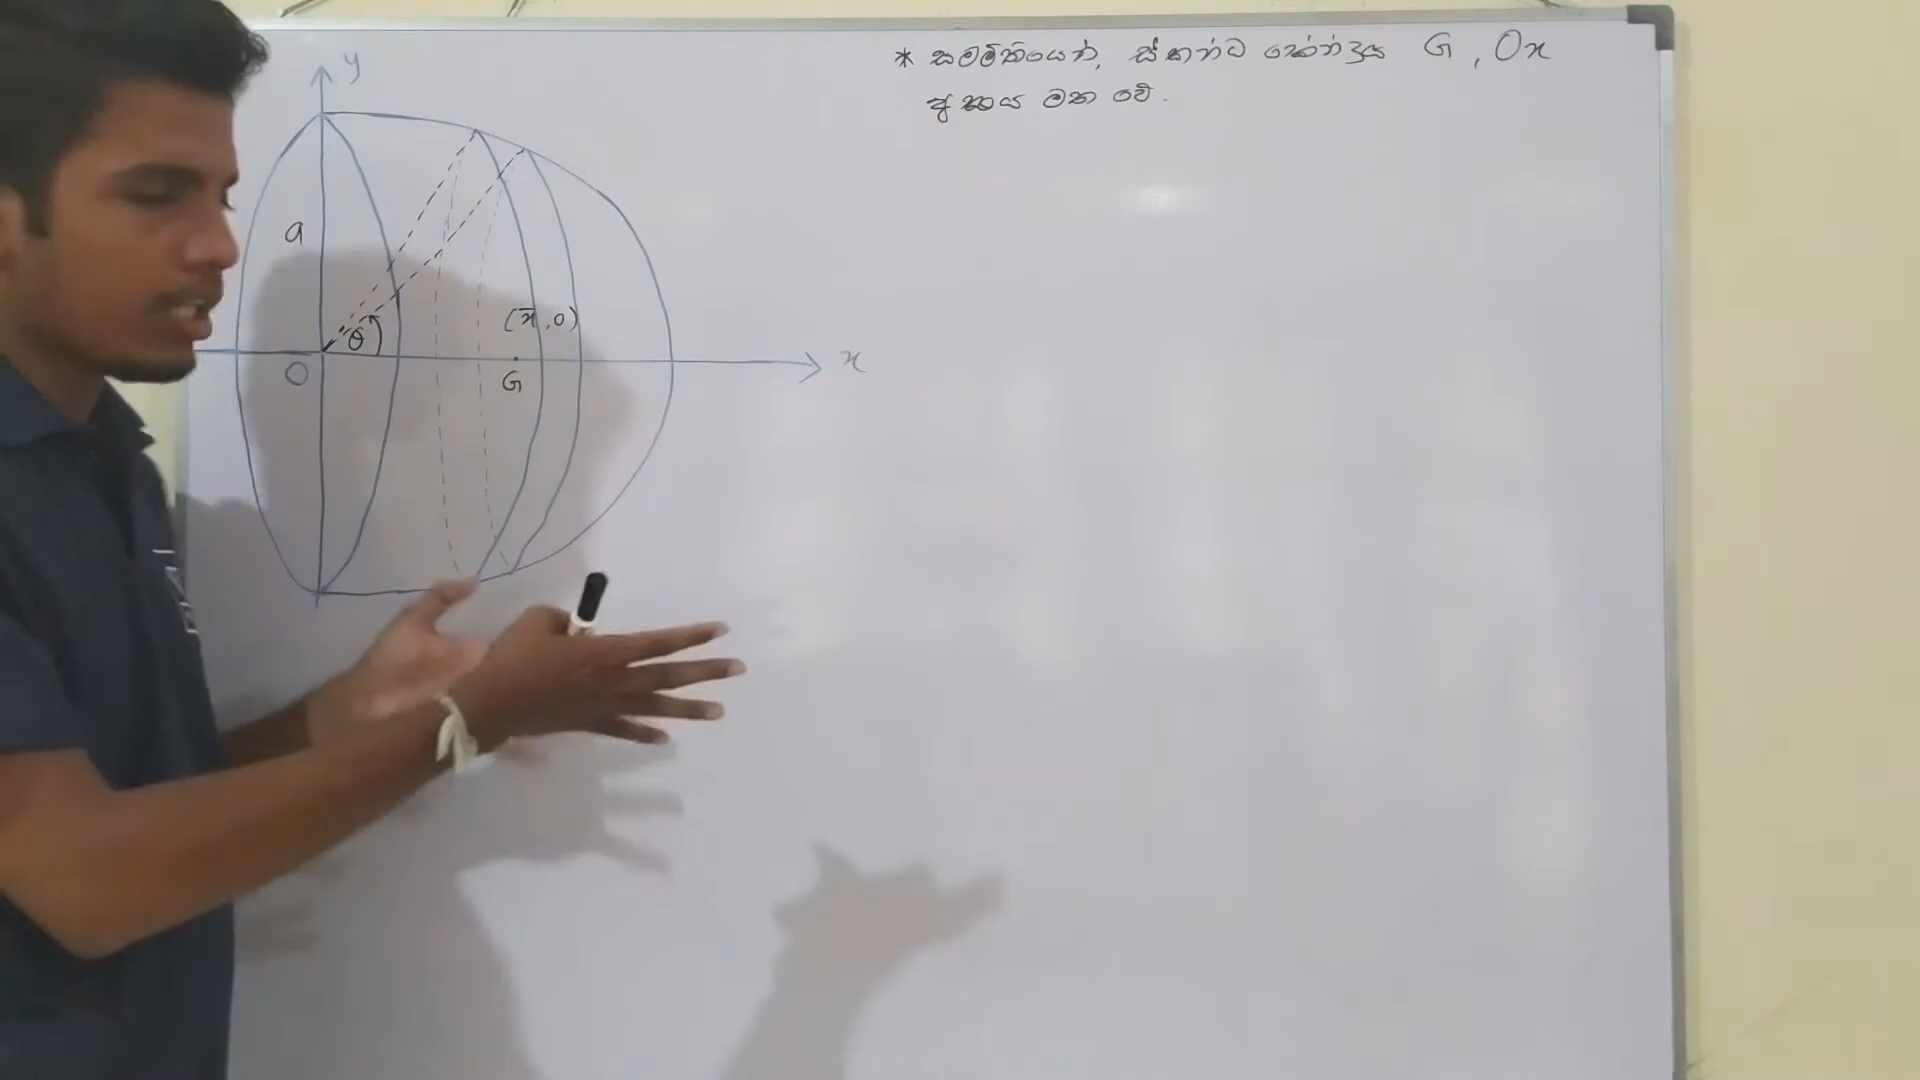 * සමමිතියෙන්, ස්කන්ධ කේන්ද්‍රය G , Ox
අක්ෂය මත වේ.
y
a
(x̄ , 0)
θ
O
G
x